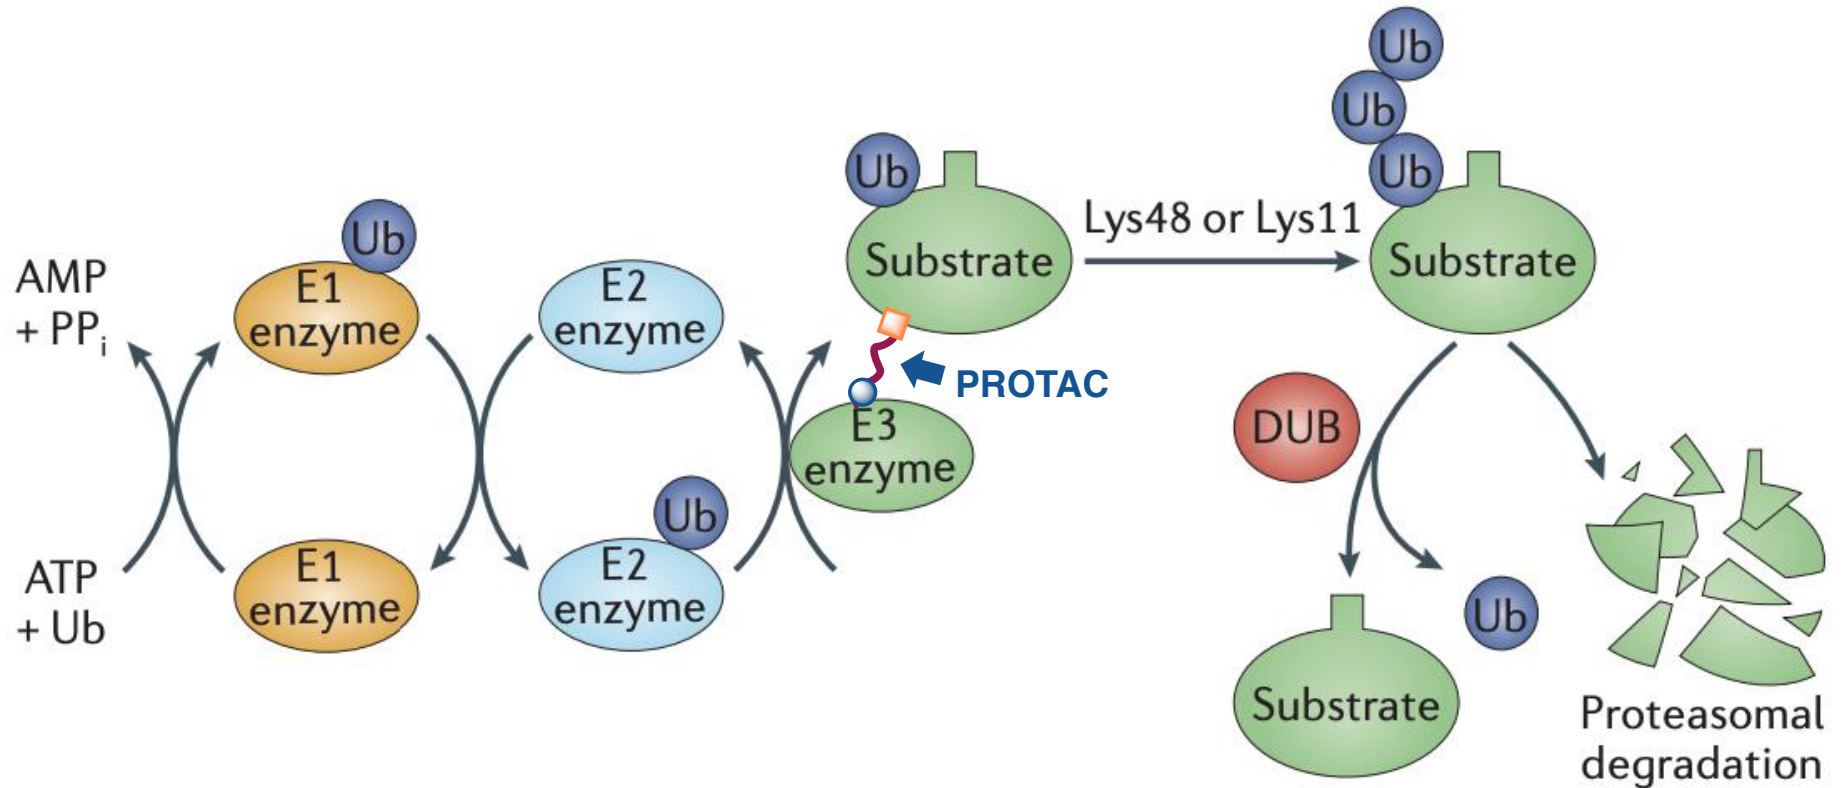 Ub
Ub
Ub
Ub
Substrate
Lys48 or Lys11
Substrate
Ub
AMP
+ PPi
E1
enzyme
E2
enzyme
PROTAC
E3
enzyme
DUB
Ub
ATP
+ Ub
E1
enzyme
E2
enzyme
Ub
Substrate
Proteasomal
degradation